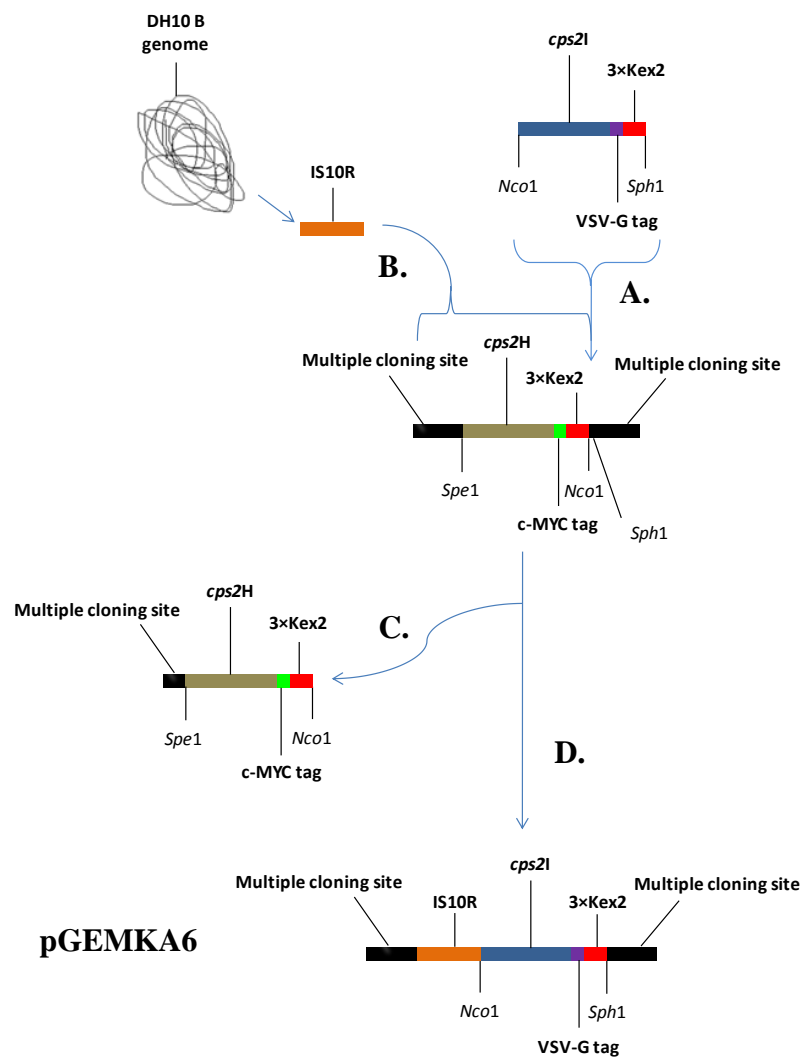 DH10 B
genome
cps2I
3×Kex2
IS10R
Nco1
Sph1
VSV-G tag
B.
A.
cps2H
Multiple cloning site
Multiple cloning site
3×Kex2
Spe1
Nco1
c-MYC tag
Sph1
cps2H
Multiple cloning site
3×Kex2
C.
Spe1
Nco1
c-MYC tag
D.
cps2I
Multiple cloning site
Multiple cloning site
IS10R
3×Kex2
pGEMKA6
Nco1
Sph1
VSV-G tag